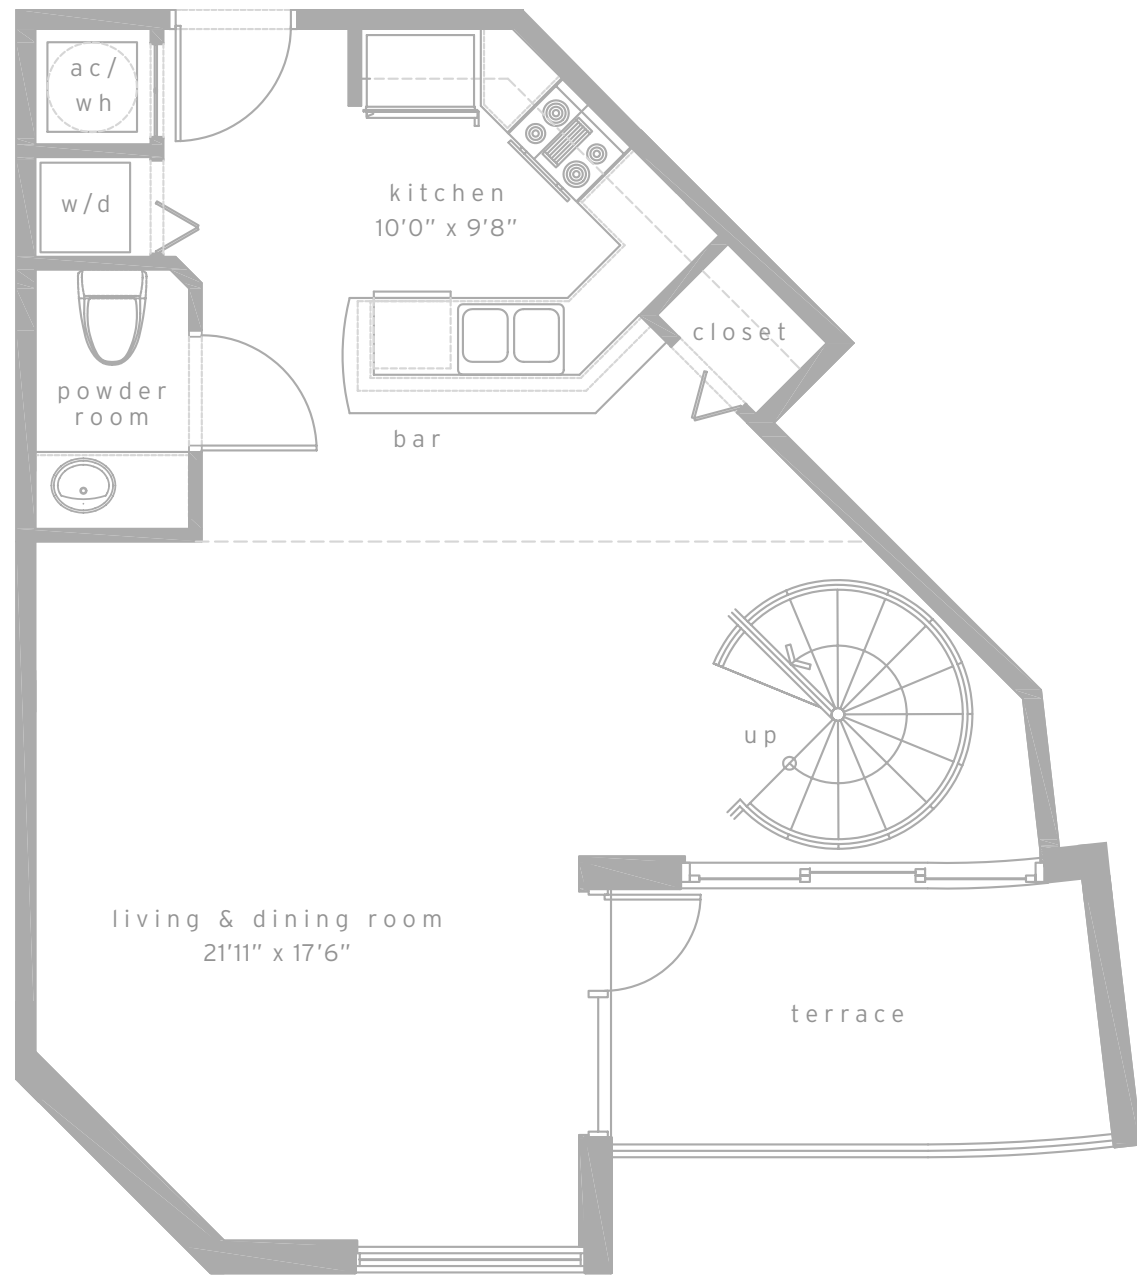 ac/
wh
w/d
kitchen
10'0" x 9'8"
closet
powder
room
bar
up
living & dining room
21'11" x 17'6"
terrace